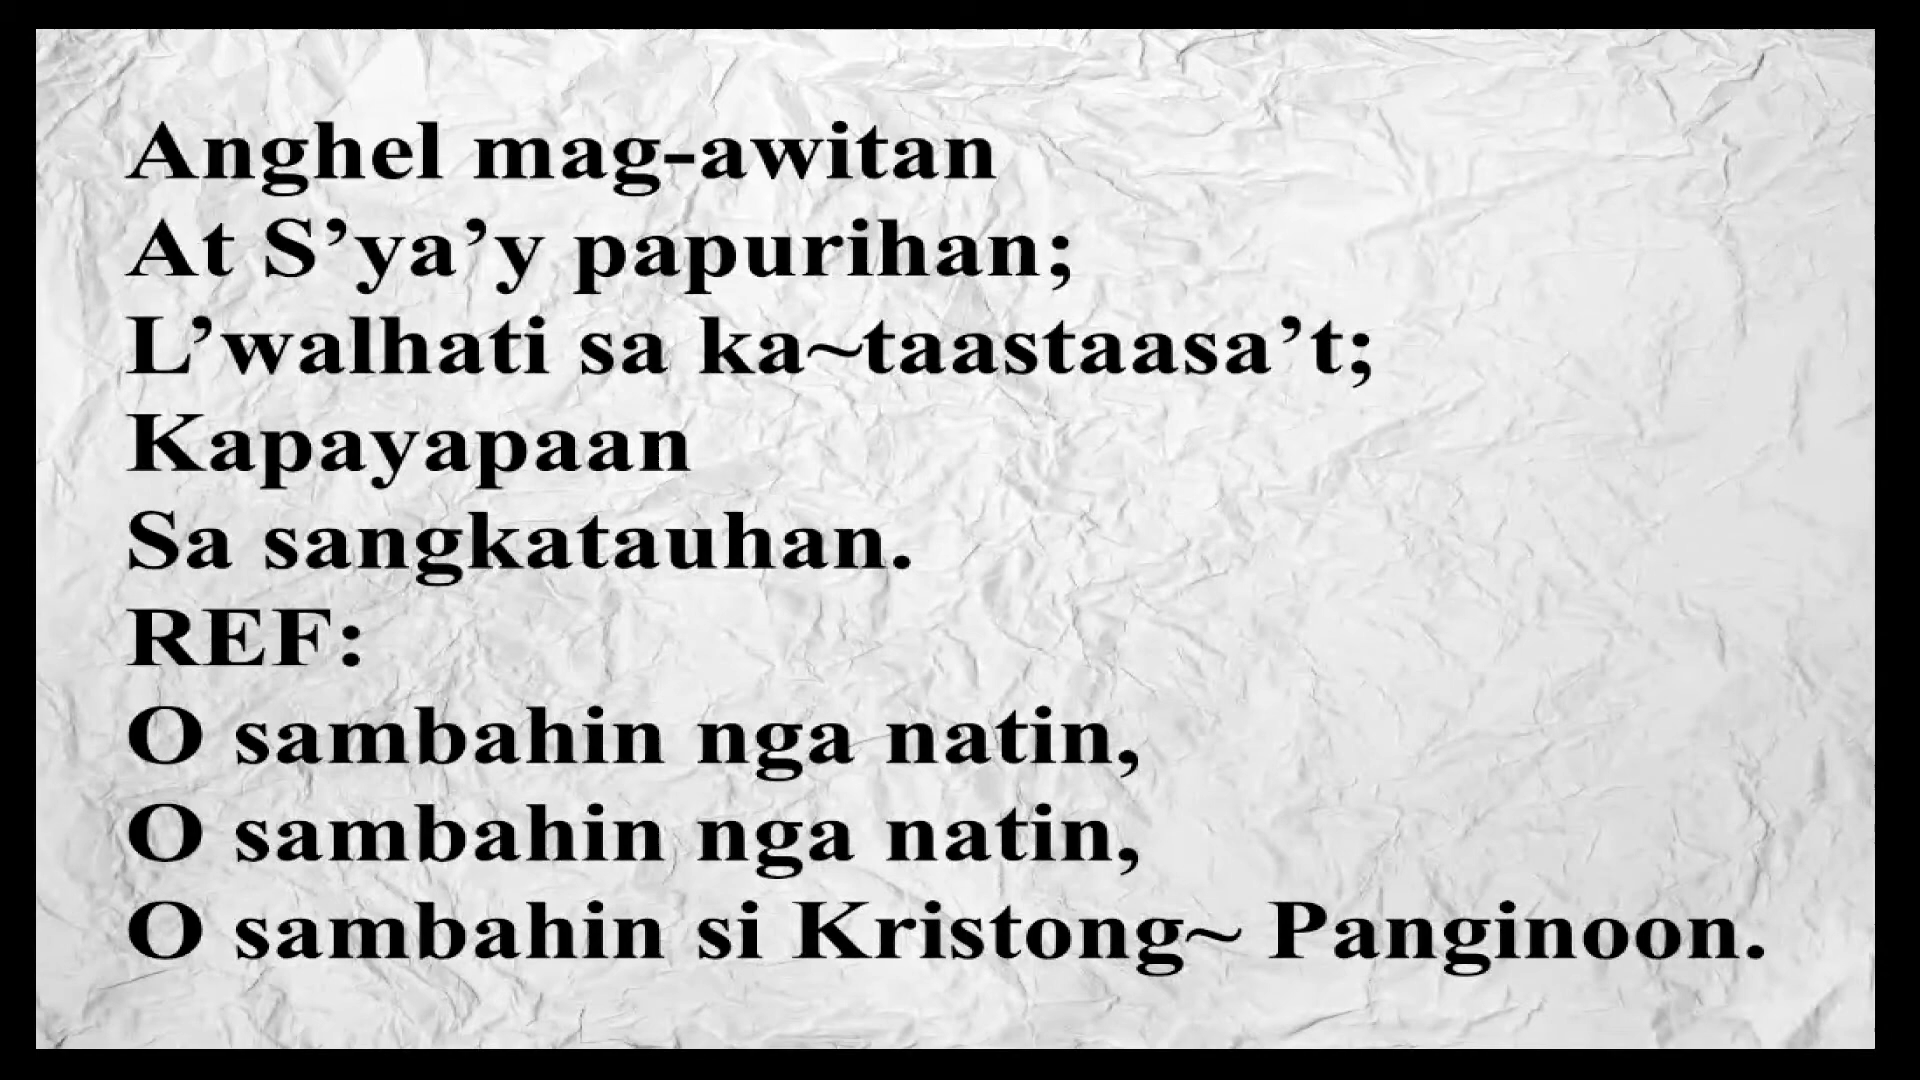 Anghel mag-awitan
At S’ya’y papurihan;
L’walhati sa ka~taastaasa’t;
Kapayapaan
Sa sangkatauhan.
REF:
O sambahin nga natin,
O sambahin nga natin,
O sambahin si Kristong~ Panginoon.